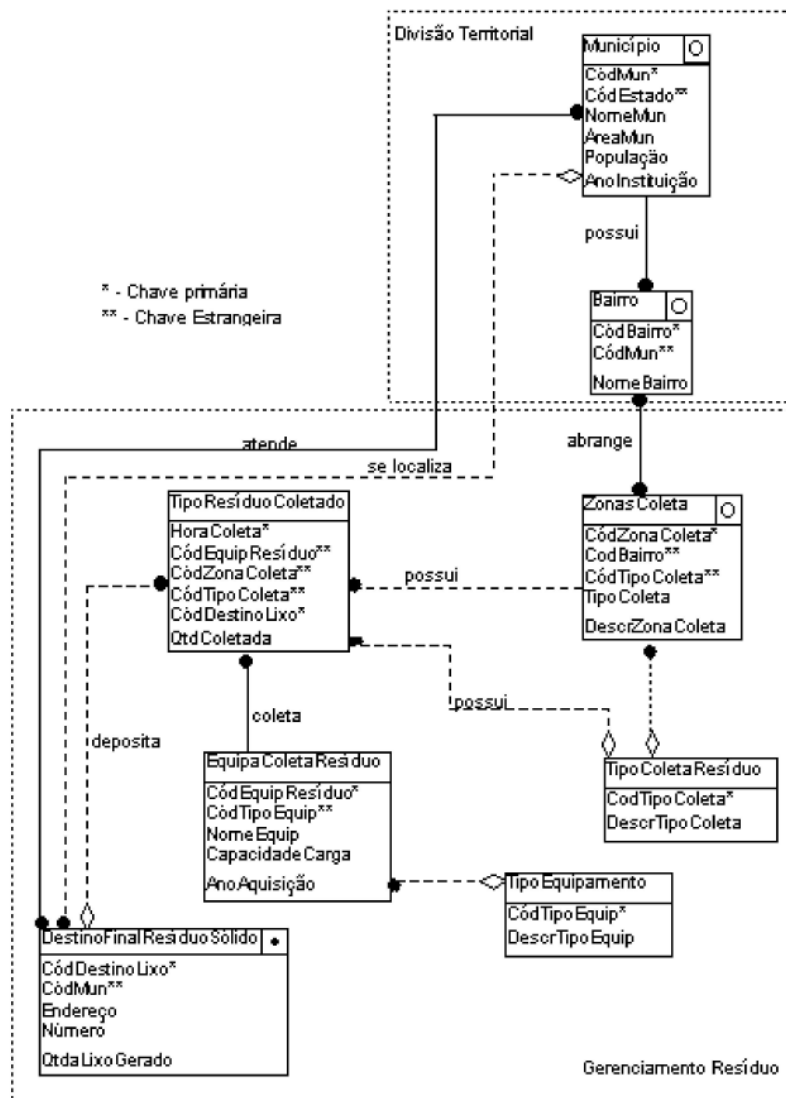 Divisão Territorial
Município
CódMun*
CódEstado**
NomeMun
AreaMun
População
AnoInstituição
possui
* - Chave primária
** - Chave Estrangeira
Bairro
CódBairro*
CódMun**
NomeBairro
atende
se localiza
abrange
TipoResíduoColetado
HoraColeta*
CódEquipResíduo**
CódZonaColeta**
CódTipoColeta**
CódDestinoLixo*
QtdColetada
possui
ZonasColeta
CódZonaColeta*
CodBairro**
CódTipoColeta**
TipoColeta
DescrZonaColeta
coleta
possui
deposita
EquipaColetaResíduo
CódEquipResíduo*
CódTipoEquip**
NomeEquip
CapacidadeCarga
AnoAquisição
TipoColetaResíduo
CodTipoColeta*
DescrTipoColeta
TipoEquipamento
CódTipoEquip*
DescrTipoEquip
DestinoFinalResíduoSólido
CódDestinoLixo*
CódMun**
Endereço
Número
QtdaLixoGerado
Gerenciamento Resíduo